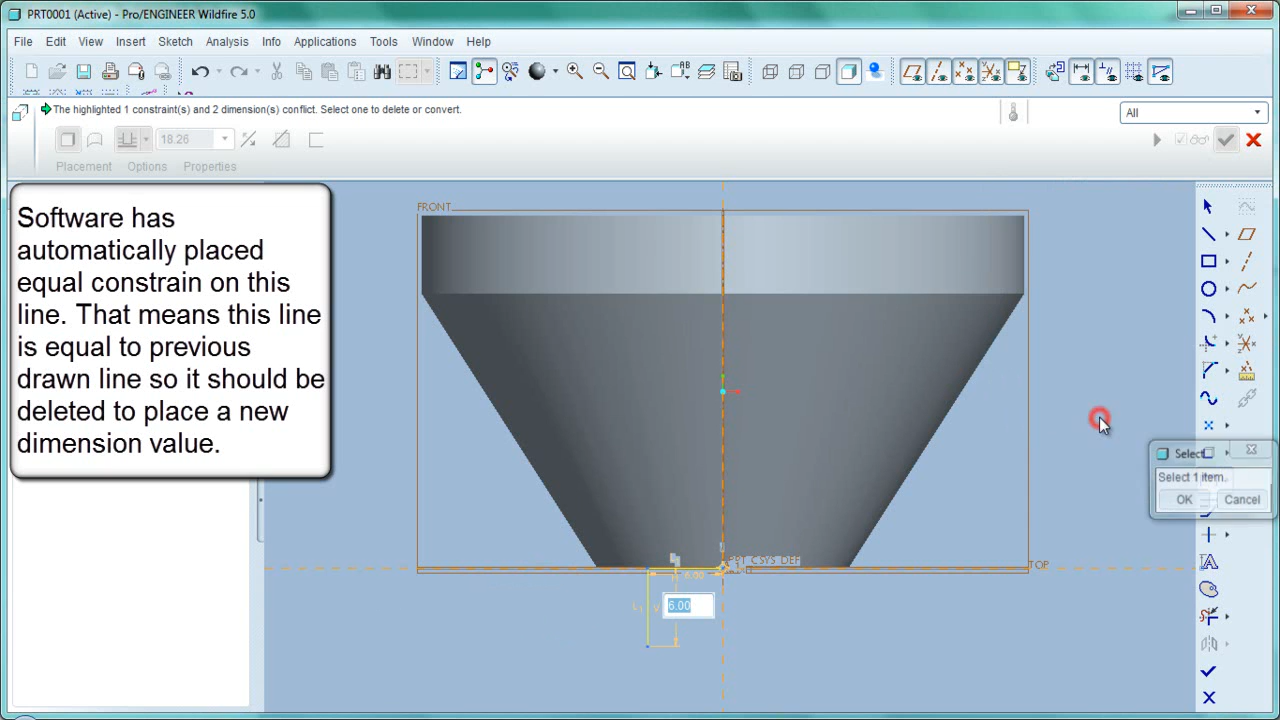 PRT0001 (Active) - Pro/ENGINEER Wildfire 5.0
File Edit View Insert Sketch Analysis Info Applications Tools Window Help
The highlighted 1 constraint(s) and 2 dimension(s) conflict. Select one to delete or convert.
All
18.26
Placement Options Properties
Software has
automatically placed
equal constrain on this
line. That means this line
is equal to previous
drawn line so it should be
deleted to place a new
dimension value.
FRONT
Select
Select 1 item.
OK Cancel
TOP
6.00
V
6.00